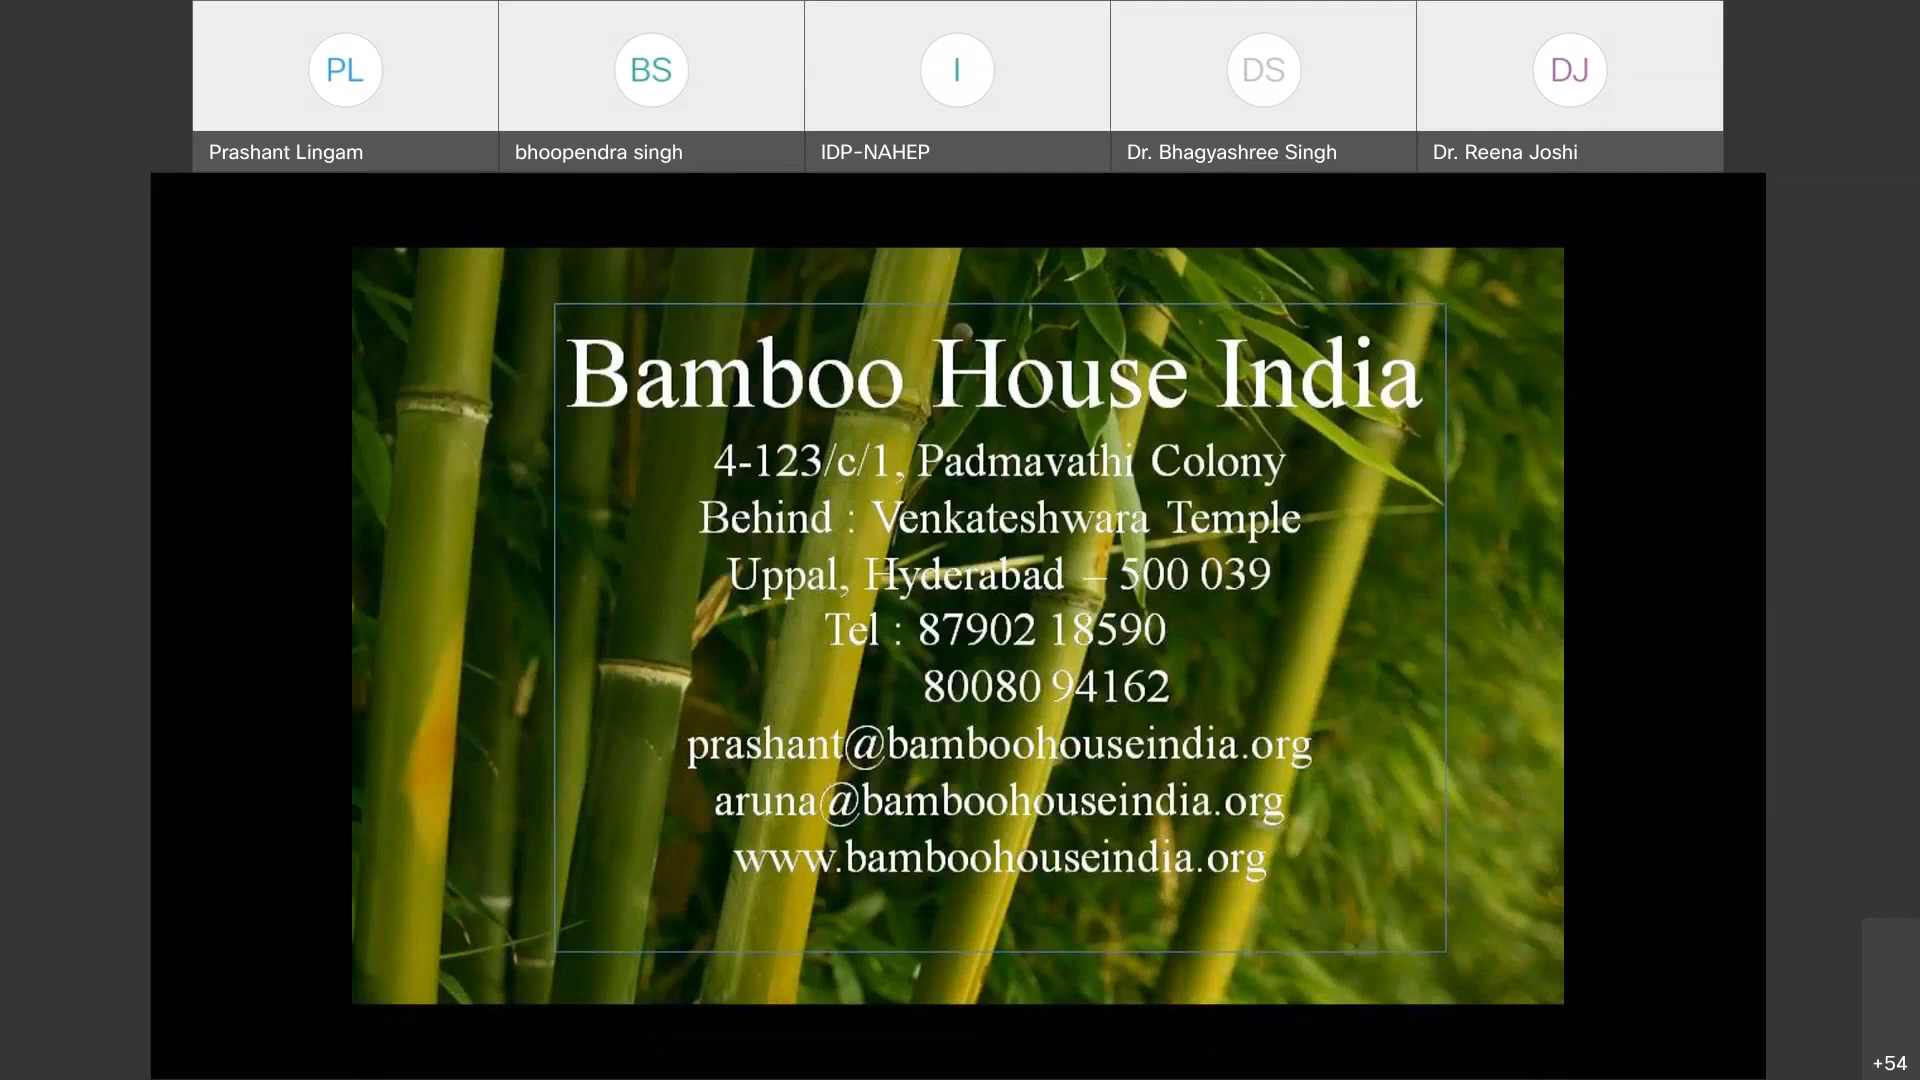 PL
BS
I
DS
DJ
Prashant Lingam
bhoopendra singh
IDP-NAHEP
Dr. Bhagyashree Singh
Dr. Reena Joshi
Bamboo House India
4-123/c/1, Padmavathi Colony
Behind : Venkateshwara Temple
Uppal, Hyderabad – 500 039
Tel : 87902 18590
80080 94162
prashant@bamboohouseindia.org
aruna@bamboohouseindia.org
www.bamboohouseindia.org
+54